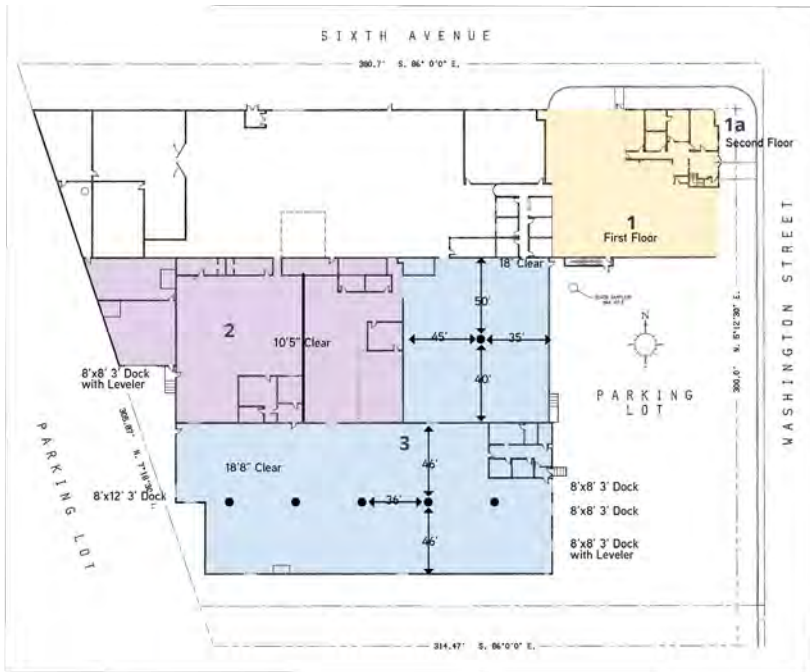 SIXTH AVENUE
380.7' S. 86° 0'0" E.
1a
Second Floor
1
First Floor
18' Clear
50'
45'
35'
40'
2
10'5" Clear
N
PARKING
LOT
WASHINGTON STREET
300.0' N. 5°12'30" E.
8'x8' 3' Dock
with Leveler
PARKING LOT
3
46'
18'8" Clear
8'x12' 3' Dock
36'
46'
8'x8' 3' Dock
8'x8' 3' Dock
8'x8' 3' Dock
with Leveler
314.47' S. 86°0'0" E.